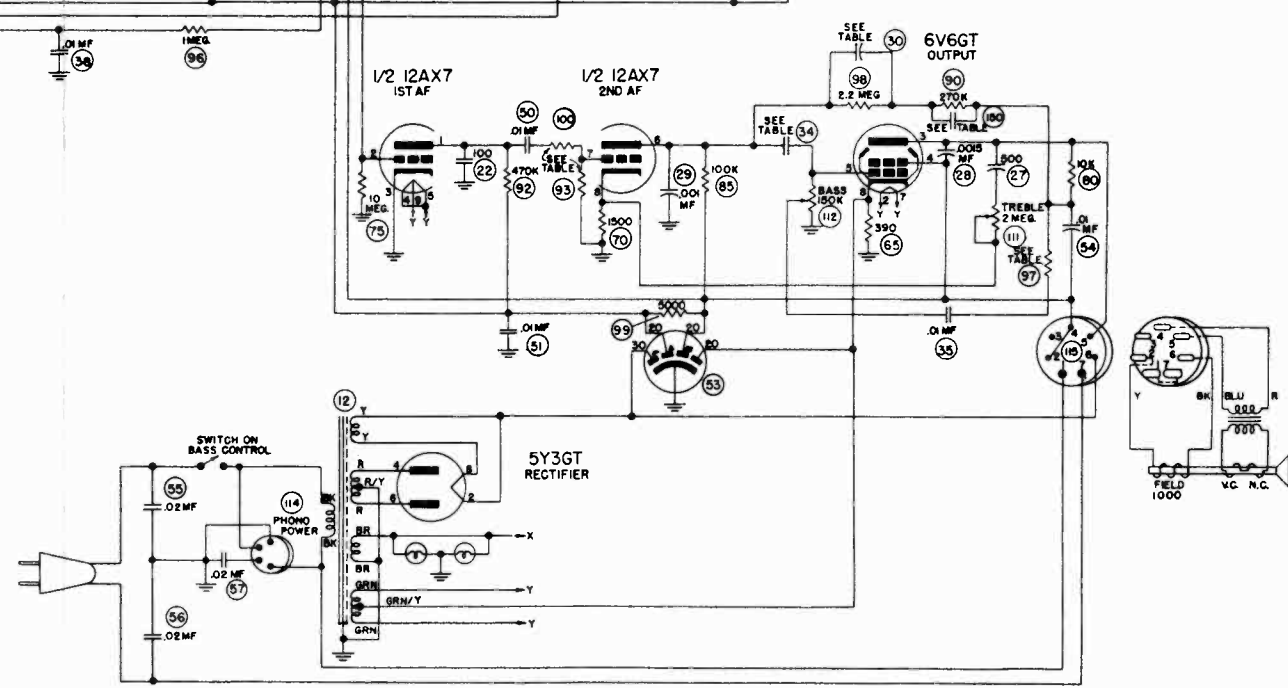 .01 MF
38
1 MEG.
96
1/2 12AX7
1ST AF
1/2 12AX7
2ND AF
SEE
TABLE
30
6V6GT
OUTPUT
98
2.2 MEG
90
270K
SEE TABLE
150
50
.01 MF
100
SEE
TABLE
34
SEE
TABLE
1
2
3
4
9
5
Y
Y
10
MEG.
75
100
22
470K
92
93
7
6
8
1500
70
29
.001
MF
100K
85
5
3
4
8
2
7
Y
Y
BASS
150K
112
390
65
.0015
MF
28
500
27
TREBLE
2 MEG.
111
10K
80
.01
MF
54
SEE
TABLE
97
5000
99
20
20
30
20
53
.01 MF
51
.01 MF
35
3
4
5
2
115
6
1
7
4
3
5
2
6
1
7
Y
BK
BLU
R
FIELD
1000
V.C.
N.C.
12
Y
Y
SWITCH ON
BASS CONTROL
55
.02 MF
114
PHONO
POWER
BK
BK
R
R/Y
R
4
6
8
2
5Y3GT
RECTIFIER
BR
BR
X
.02 MF
57
GRN
GRN/Y
GRN
Y
Y
56
.02 MF